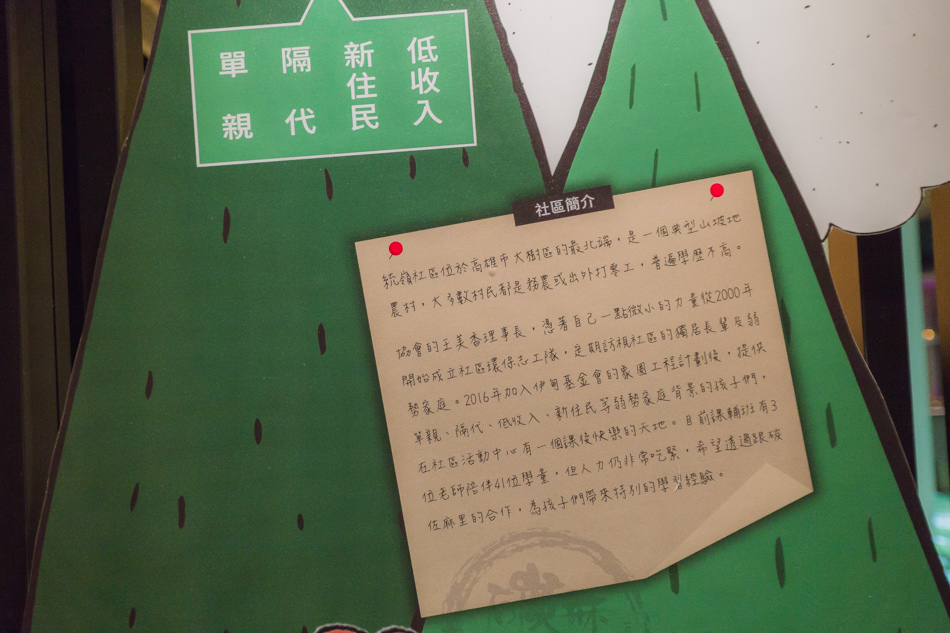 低收入
新住民
隔代
單親
社區簡介
統嶺社區位於高雄市大樹區的最北端，是一個典型山坡地
農村，大多數村民都是務農或出外打零工，普遍學歷不高。
協會的王美香理事長，憑著自己一點微小的力量從2000年
開始成立社區環保志工隊，定期訪視社區的獨居長輩及弱
勢家庭。2016年加入伊甸基金會的象圈工程計劃後，提供
單親、隔代、低收入、新住民等弱勢家庭背景的孩子們，
在社區活動中心有一個課後快樂的天地。目前課輔班有3
位老師陪伴41位學童，但人力仍非常吃緊，希望透過跟破
佐麻里的合作，為孩子們帶來特別的學習經驗。